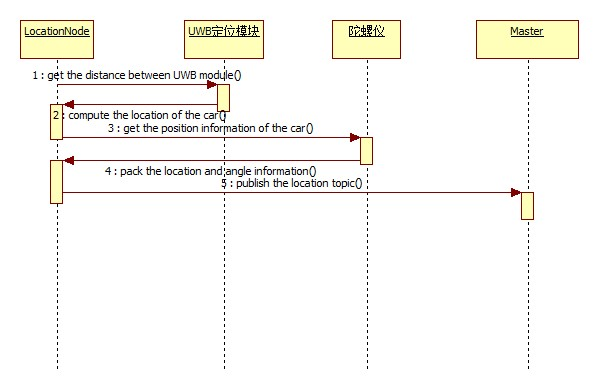 LocationNode
UWB定位模块
陀螺仪
Master
1 : get the distance between UWB module()
2 : compute the location of the car()
3 : get the position information of the car()
4 : pack the location and angle information()
5 : publish the location topic()